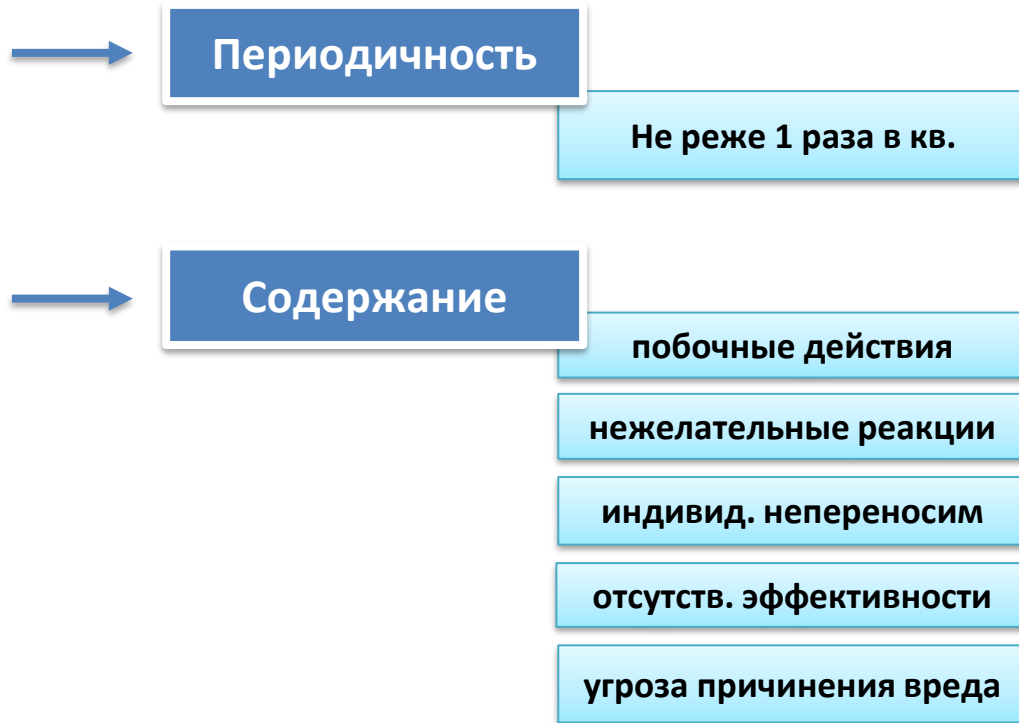 Периодичность
Не реже 1 раза в кв.
Содержание
побочные действия
нежелательные реакции
индивид. непереносим
отсутств. эффективности
угроза причинения вреда